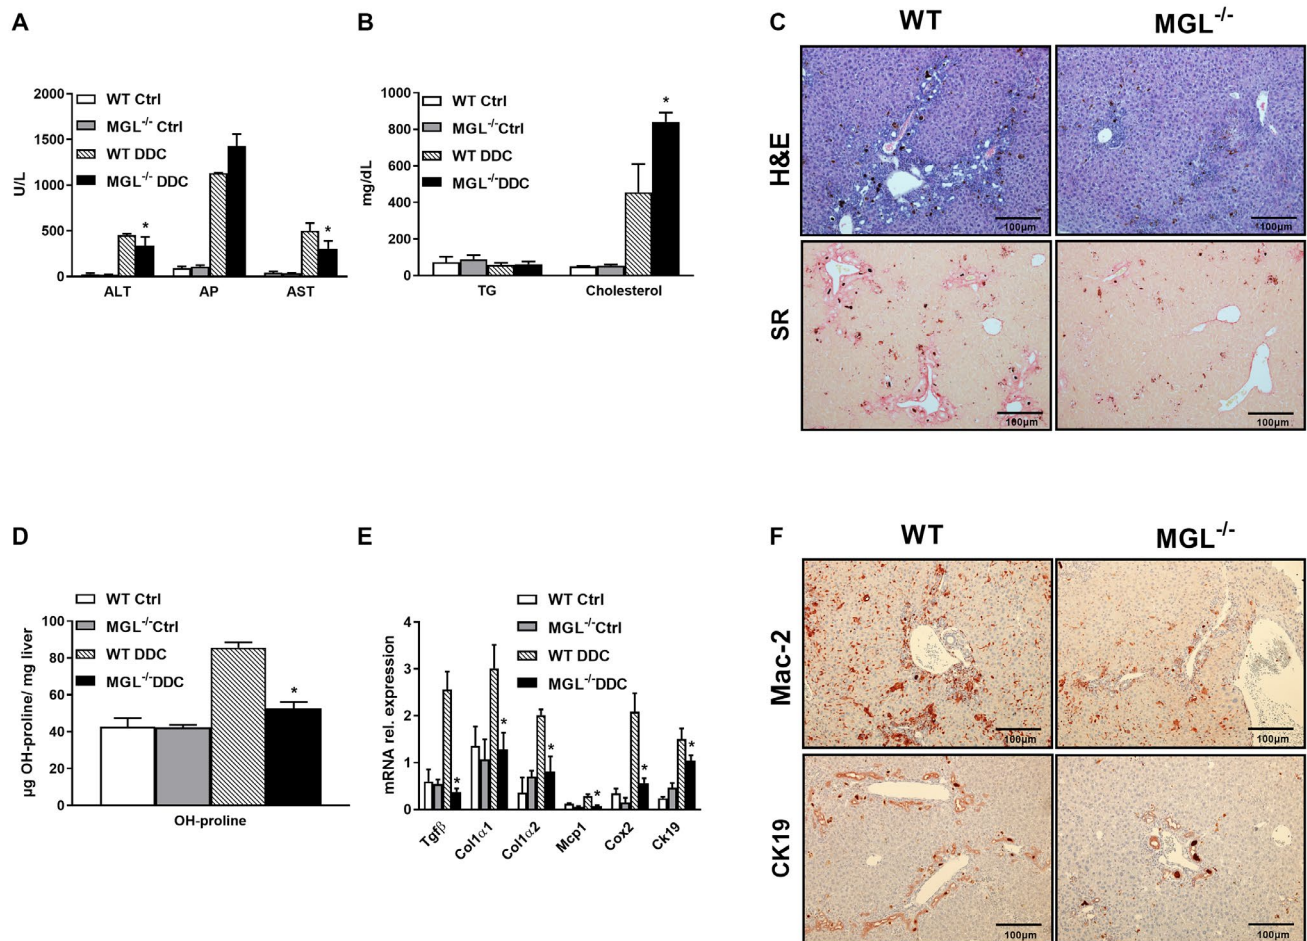 A
2000
1500
1000
500
0
U/L
WT Ctrl
MGL-/- Ctrl
WT DDC
MGL-/- DDC
*
*
ALT AP AST
B
1000
800
600
400
200
0
mg/dL
WT Ctrl
MGL-/-Ctrl
WT DDC
MGL-/-DDC
*
TG Cholesterol
C
WT MGL-/-
H&E
100µm 100µm
SR
100µm 100µm
D
WT Ctrl
MGL-/-Ctrl
WT DDC
MGL-/-DDC
100
80
60
40
20
0
µg OH-proline/ mg liver
*
OH-proline
E
WT Ctrl
MGL-/-Ctrl
WT DDC
MGL-/-DDC
4
3
2
1
0
mRNA rel. expression
* * * * * *
Tgfβ Col1α1 Col1α2 Mcp1 Cox2 Ck19
F
WT MGL-/-
Mac-2
100µm 100µm
CK19
100µm 100µm